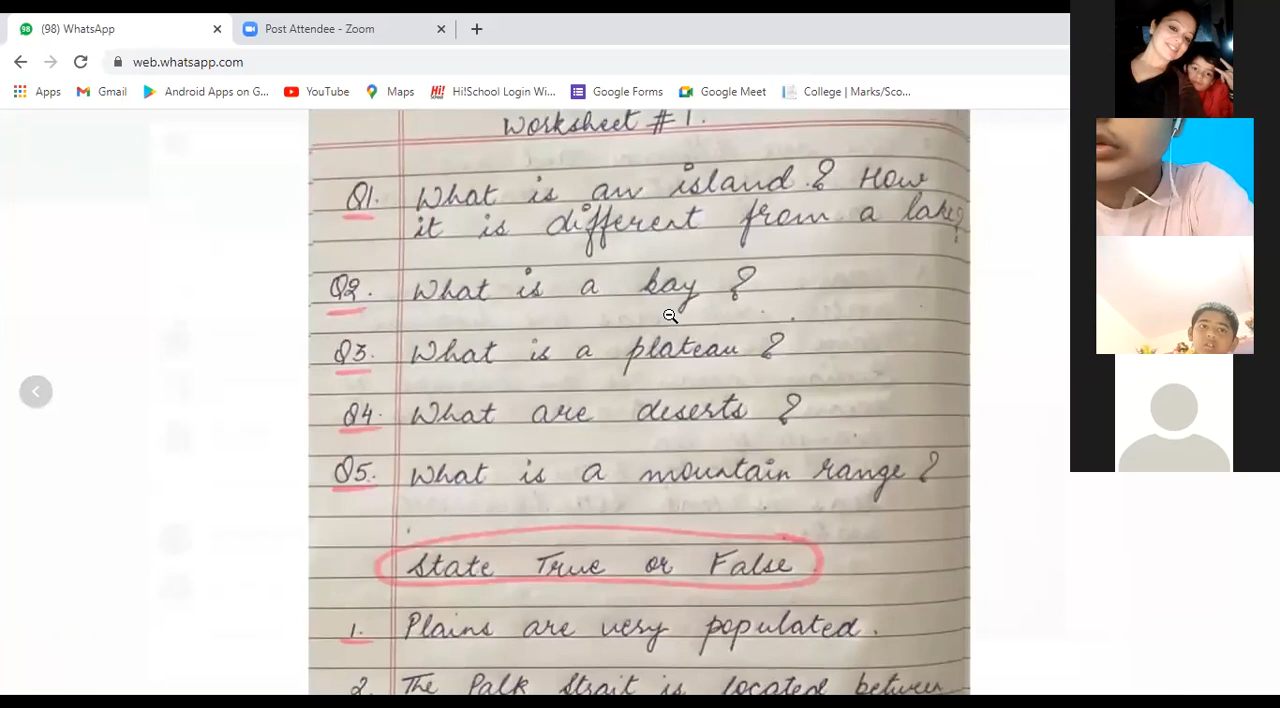 98
(98) WhatsApp
Post Attendee - Zoom
web.whatsapp.com
Apps
Gmail
Android Apps on G...
YouTube
Maps
Hi!
Hi!School Login Wi...
Google Forms
Google Meet
College | Marks/Sco...
Worksheet #1.
Q1. What is an island? How
it is different from a lake?
Q2. What is a bay?
Q3. What is a plateau?
Q4. What are deserts?
Q5. What is a mountain range?
State True or False
1. Plains are very populated.
2. The Palk Strait is located between